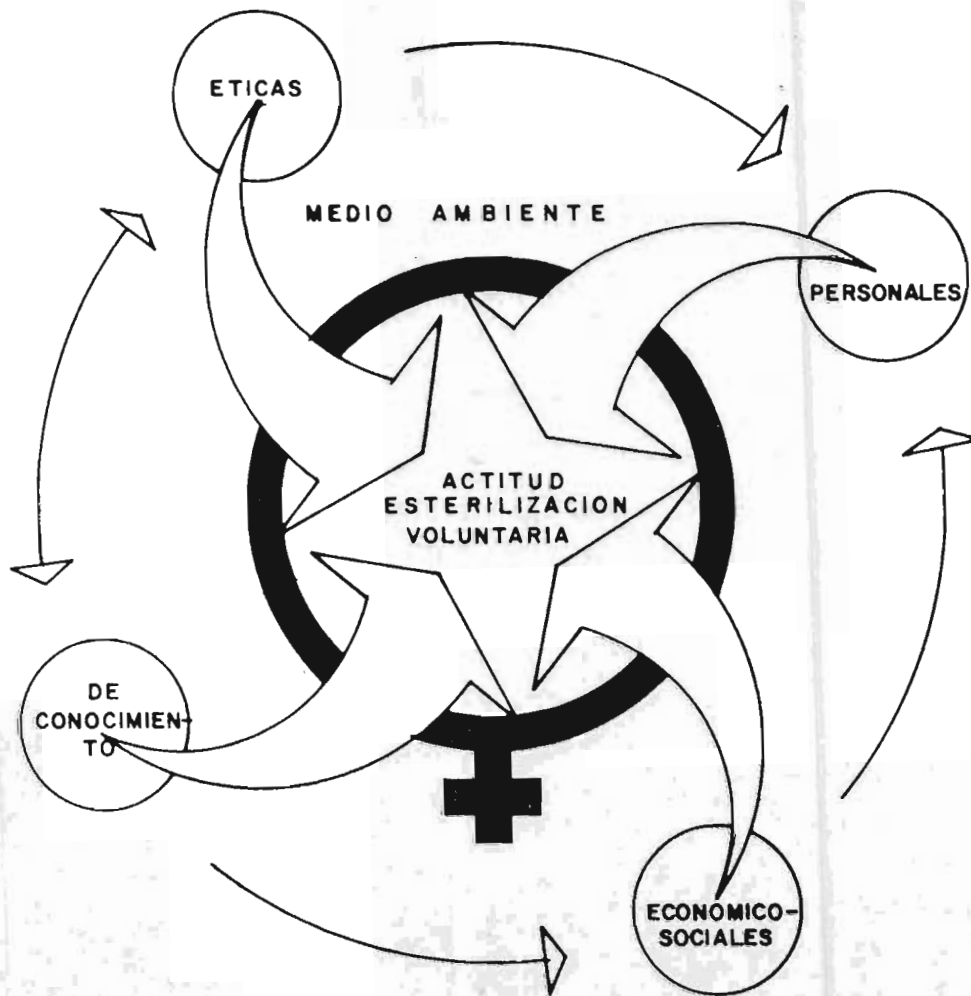 ETICAS
MEDIO AMBIENTE
PERSONALES
ACTITUD
ESTERILIZACION
VOLUNTARIA
DE
CONOCIMIEN-
TO
ECONOMICO-
SOCIALES